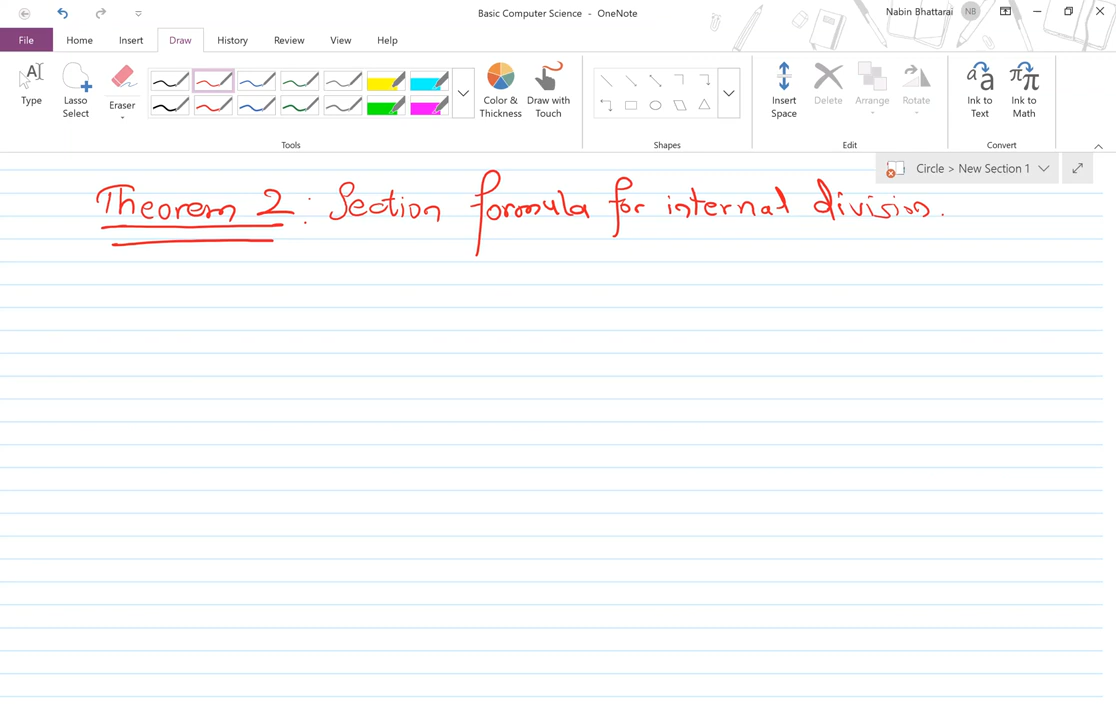 Basic Computer Science - OneNote
Nabin Bhattarai NB
File Home Insert Draw History Review View Help
Type
Lasso Select
Eraser
Color & Thickness
Draw with Touch
Insert Space
Delete
Arrange
Rotate
Ink to Text
Ink to Math
Tools Shapes Edit Convert
Circle > New Section 1
Theorem 2 : Section formula for internal division.